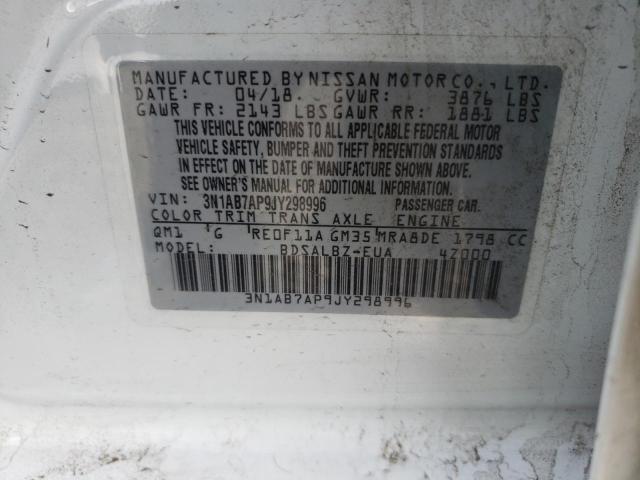 MANUFACTURED BY NISSAN MOTOR CO., LTD.
DATE: 04/18. GVWR: 3876 LBS
GAWR FR: 2143 LBS GAWR RR: 1881 LBS
THIS VEHICLE CONFORMS TO ALL APPLICABLE FEDERAL MOTOR
VEHICLE SAFETY, BUMPER AND THEFT PREVENTION STANDARDS
IN EFFECT ON THE DATE OF MANUFACTURE SHOWN ABOVE.
SEE OWNER'S MANUAL FOR ADDITIONAL INFORMATION.
VIN: 3N1AB7AP9JY298996 PASSENGER CAR.
COLOR TRIM TRANS AXLE ENGINE
QM1 G RE0F11A GM35 MRA8DE 1798 CC
MODEL: BDSALBZ-EUA 4Z000
3N1AB7AP9JY298996